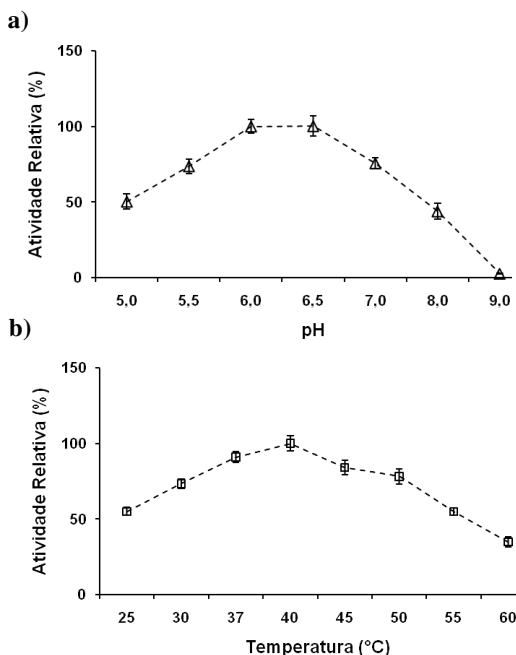 a)
150
100
50
0
Atividade Relativa (%)
5,0 5,5 6,0 6,5 7,0 8,0 9,0
pH
b)
150
100
50
0
Atividade Relativa (%)
25 30 37 40 45 50 55 60
Temperatura (°C)